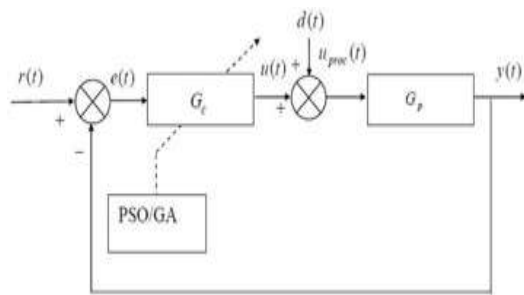 d(t)
r(t)
e(t)
u(t)
+
u_proc(t)
y(t)
G_c
G_p
+
+
−
PSO/GA